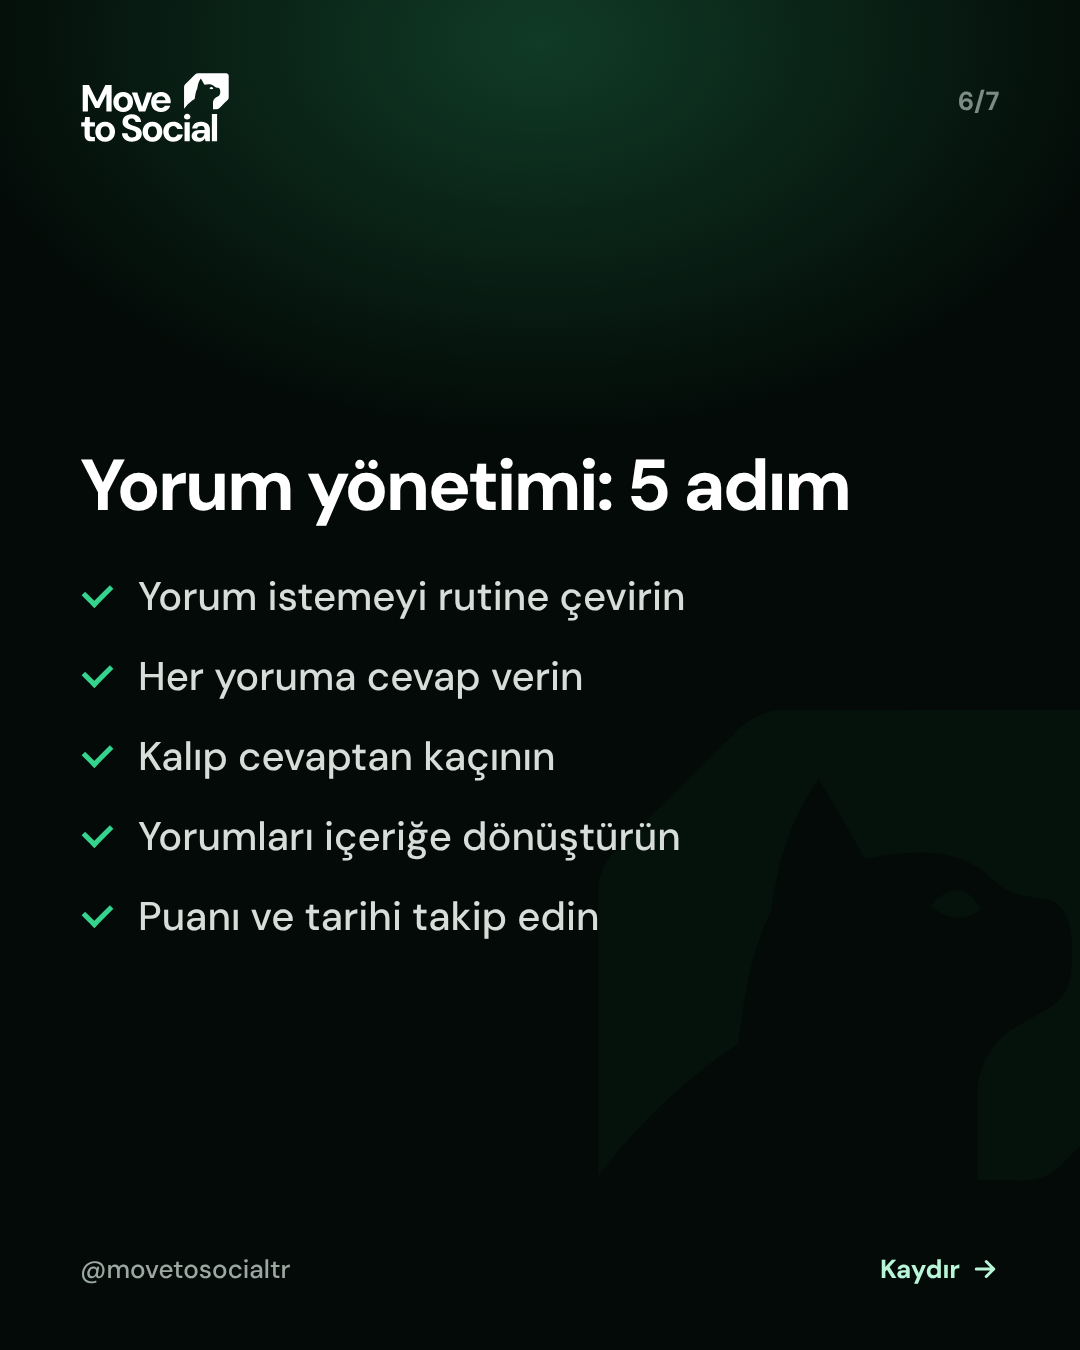 Move
to Social
6/7
Yorum yönetimi: 5 adım
Yorum istemeyi rutine çevirin
Her yoruma cevap verin
Kalıp cevaptan kaçının
Yorumları içeriğe dönüştürün
Puanı ve tarihi takip edin
@movetosocialtr
Kaydır →